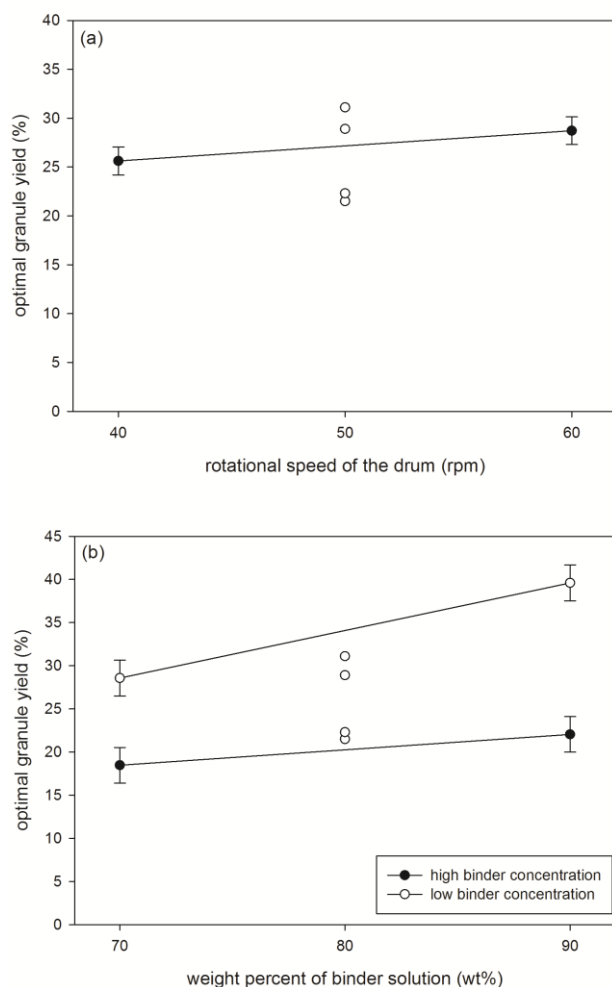 (a)
40
35
30
25
20
15
10
5
0
optimal granule yield (%)
40 50 60
rotational speed of the drum (rpm)
(b)
45
40
35
30
25
20
15
10
5
0
optimal granule yield (%)
high binder concentration
low binder concentration
70 80 90
weight percent of binder solution (wt%)